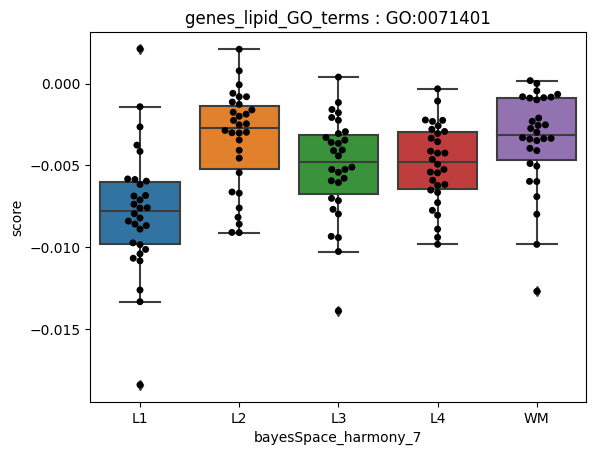 genes_lipid_GO_terms : GO:0071401
0.000
−0.005
−0.010
−0.015
score
L1 L2 L3 L4 WM
bayesSpace_harmony_7